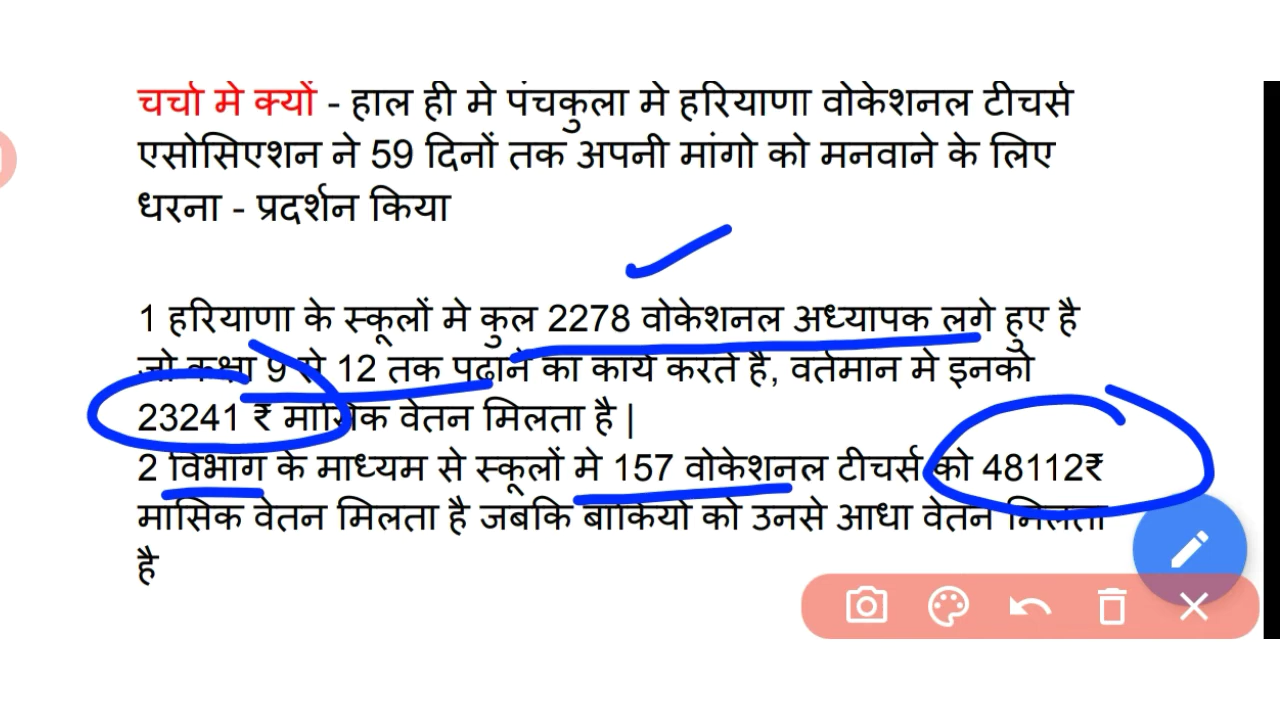 चर्चा मे क्यों - हाल ही मे पंचकुला मे हरियाणा वोकेशनल टीचर्स
एसोसिएशन ने 59 दिनों तक अपनी मांगो को मनवाने के लिए
धरना - प्रदर्शन किया
1 हरियाणा के स्कूलों मे कुल 2278 वोकेशनल अध्यापक लगे हुए है
जो कक्षा 9 से 12 तक पढाने का कार्य करते है, वर्तमान मे इनको
23241 ₹ मासिक वेतन मिलता है |
2 विभाग के माध्यम से स्कूलों मे 157 वोकेशनल टीचर्स को 48112₹
मासिक वेतन मिलता है जबकि बाकियो को उनसे आधा वेतन मिलता
है